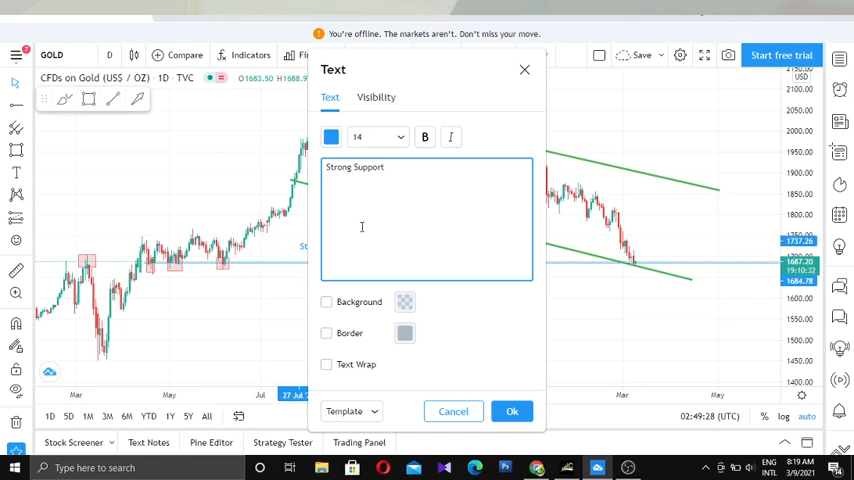 You're offline. The markets aren't. Don't miss your move.
7
GOLD
D
Compare
Indicators
Fi
Save
Start free trial
CFDs on Gold (US$ / OZ) · 1D · TVC
O1683.50 H1688.9
USD
2100.00
2050.00
2000.00
1950.00
1900.00
1850.00
1800.00
1737.26
1687.20
19:10:32
1684.78
1600.00
1550.00
1500.00
1450.00
1400.00
Text
Text
Visibility
14
B
I
Strong Support
Background
Border
Text Wrap
Template
Cancel
Ok
Mar
May
Jul
27 Jul '2
Mar
May
1D 5D 1M 3M 6M YTD 1Y 5Y All
02:49:28 (UTC)
% log auto
Stock Screener
Text Notes
Pine Editor
Strategy Tester
Trading Panel
Type here to search
Ps
ENG
INTL
8:19 AM
3/9/2021
14